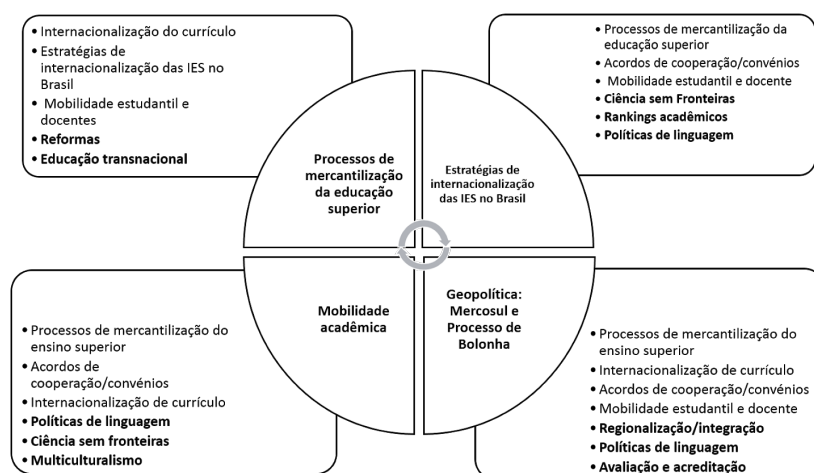 • Internacionalização do currículo
• Estratégias de
internacionalização das IES no
Brasil
• Mobilidade estudantil e
docentes
• Reformas
• Educação transnacional
• Processos de mercantilização da
educação superior
• Acordos de cooperação/convénios
• Mobilidade estudantil e docente
• Ciência sem Fronteiras
• Rankings acadêmicos
• Políticas de linguagem
Processos de
mercantilização
da educação
superior
Estratégias de
internacionalização
das IES no Brasil
Mobilidade
acadêmica
Geopolítica:
Mercosul e
Processo de
Bolonha
• Processos de mercantilização do
ensino superior
• Acordos de
cooperação/convénios
• Internacionalização de currículo
• Políticas de linguagem
• Ciência sem fronteiras
• Multiculturalismo
• Processos de mercantilização do
ensino superior
• Internacionalização de currículo
• Acordos de cooperação/convénios
• Mobilidade estudantil e docente
• Regionalização/integração
• Políticas de linguagem
• Avaliação e acreditação